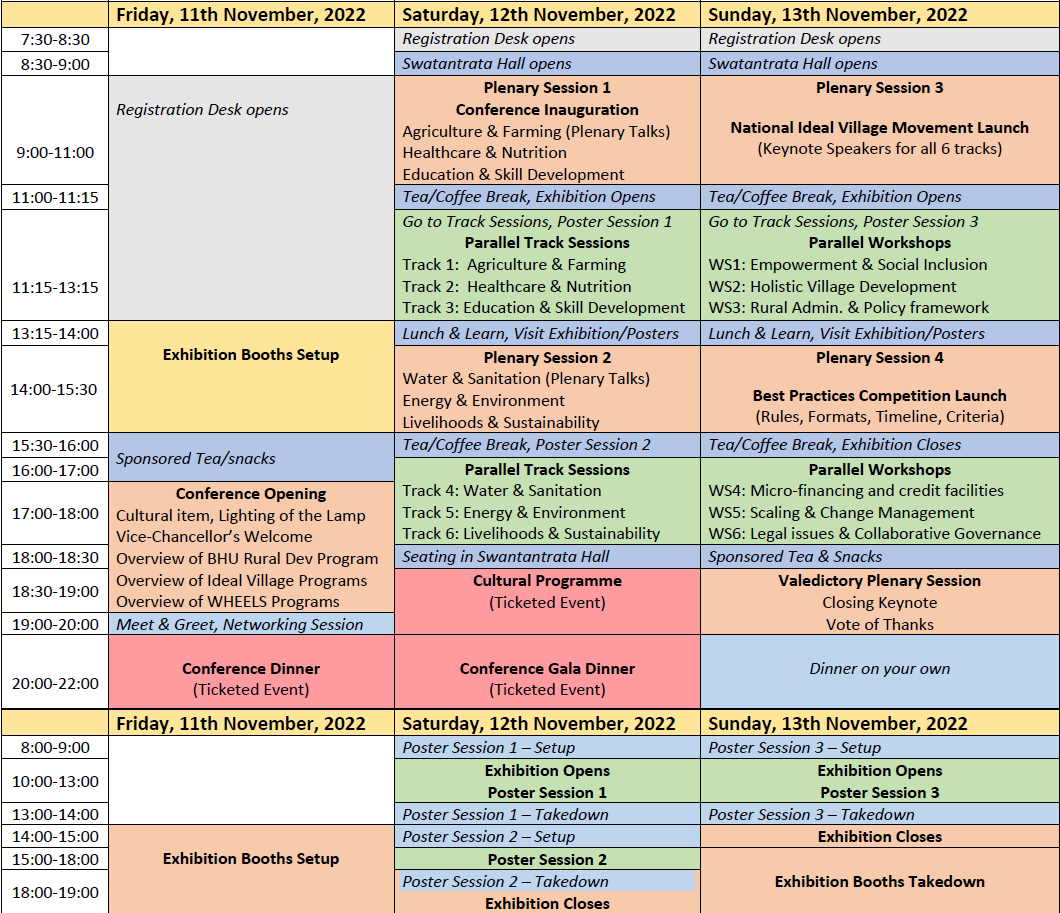 Friday, 11th November, 2022 Saturday, 12th November, 2022 Sunday, 13th November, 2022
7:30-8:30 Registration Desk opens Registration Desk opens
8:30-9:00 Swatantrata Hall opens Swatantrata Hall opens
9:00-11:00
Registration Desk opens
Plenary Session 1
Conference Inauguration
Agriculture & Farming (Plenary Talks)
Healthcare & Nutrition
Education & Skill Development
Plenary Session 3
National Ideal Village Movement Launch
(Keynote Speakers for all 6 tracks)
11:00-11:15 Tea/Coffee Break, Exhibition Opens Tea/Coffee Break, Exhibition Opens
11:15-13:15
Go to Track Sessions, Poster Session 1
Parallel Track Sessions
Track 1: Agriculture & Farming
Track 2: Healthcare & Nutrition
Track 3: Education & Skill Development
Go to Track Sessions, Poster Session 3
Parallel Workshops
WS1: Empowerment & Social Inclusion
WS2: Holistic Village Development
WS3: Rural Admin. & Policy framework
13:15-14:00 Lunch & Learn, Visit Exhibition/Posters Lunch & Learn, Visit Exhibition/Posters
Exhibition Booths Setup
14:00-15:30
Plenary Session 2
Water & Sanitation (Plenary Talks)
Energy & Environment
Livelihoods & Sustainability
Plenary Session 4
Best Practices Competition Launch
(Rules, Formats, Timeline, Criteria)
15:30-16:00 Tea/Coffee Break, Poster Session 2 Tea/Coffee Break, Exhibition Closes
Sponsored Tea/snacks
16:00-17:00
17:00-18:00
Parallel Track Sessions
Track 4: Water & Sanitation
Track 5: Energy & Environment
Track 6: Livelihoods & Sustainability
Parallel Workshops
WS4: Micro-financing and credit facilities
WS5: Scaling & Change Management
WS6: Legal issues & Collaborative Governance
Conference Opening
Cultural item, Lighting of the Lamp
Vice-Chancellor's Welcome
Overview of BHU Rural Dev Program
Overview of Ideal Village Programs
Overview of WHEELS Programs
18:00-18:30 Seating in Swantantrata Hall Sponsored Tea & Snacks
18:30-19:00
Cultural Programme
(Ticketed Event)
Valedictory Plenary Session
Closing Keynote
Vote of Thanks
19:00-20:00 Meet & Greet, Networking Session
20:00-22:00
Conference Dinner
(Ticketed Event)
Conference Gala Dinner
(Ticketed Event)
Dinner on your own
Friday, 11th November, 2022 Saturday, 12th November, 2022 Sunday, 13th November, 2022
8:00-9:00 Poster Session 1 – Setup Poster Session 3 – Setup
10:00-13:00
Exhibition Opens
Poster Session 1
Exhibition Opens
Poster Session 3
13:00-14:00 Poster Session 1 – Takedown Poster Session 3 – Takedown
14:00-15:00 Poster Session 2 – Setup Exhibition Closes
15:00-18:00 Exhibition Booths Setup Poster Session 2
18:00-19:00 Poster Session 2 – Takedown
Exhibition Closes
Exhibition Booths Takedown